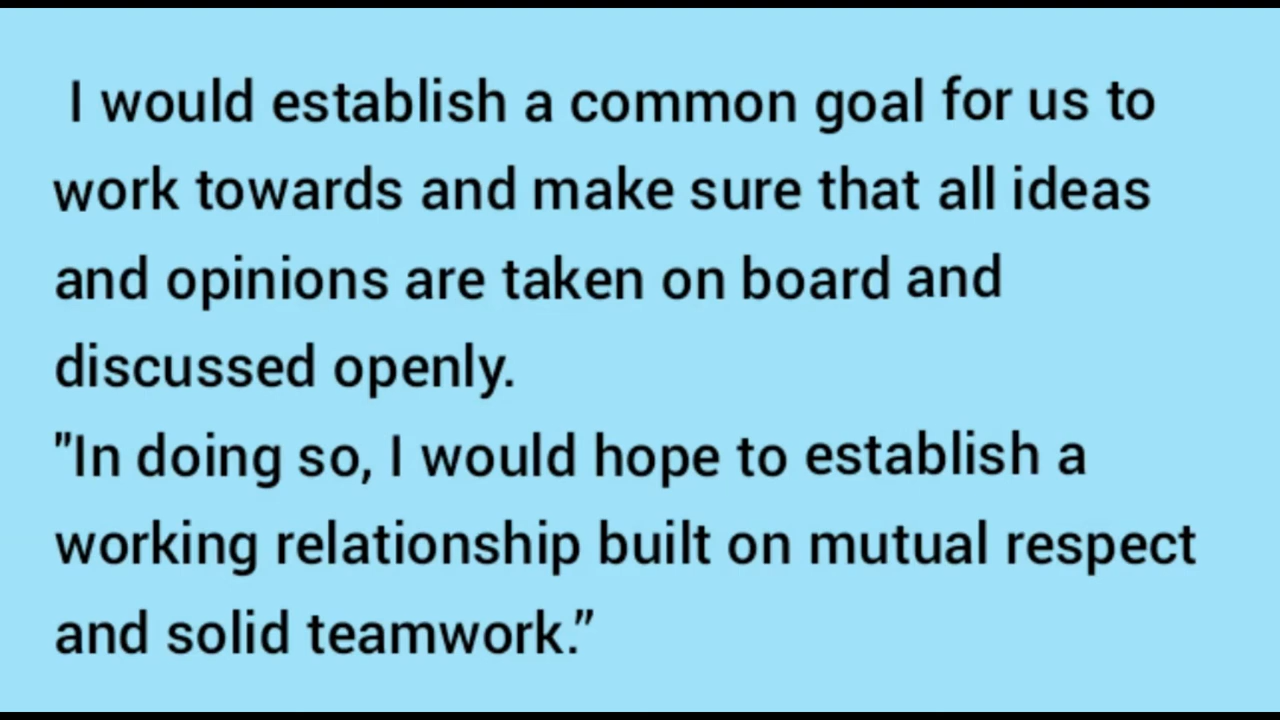 I would establish a common goal for us to
work towards and make sure that all ideas
and opinions are taken on board and
discussed openly.
"In doing so, I would hope to establish a
working relationship built on mutual respect
and solid teamwork.”